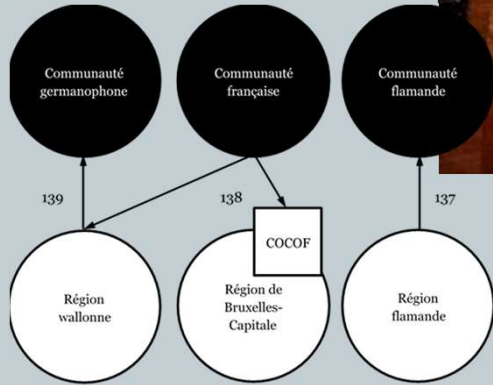 Communauté
germanophone
Communauté
française
Communauté
flamande
139
138
137
COCOF
Région
wallonne
Région de
Bruxelles-
Capitale
Région
flamande